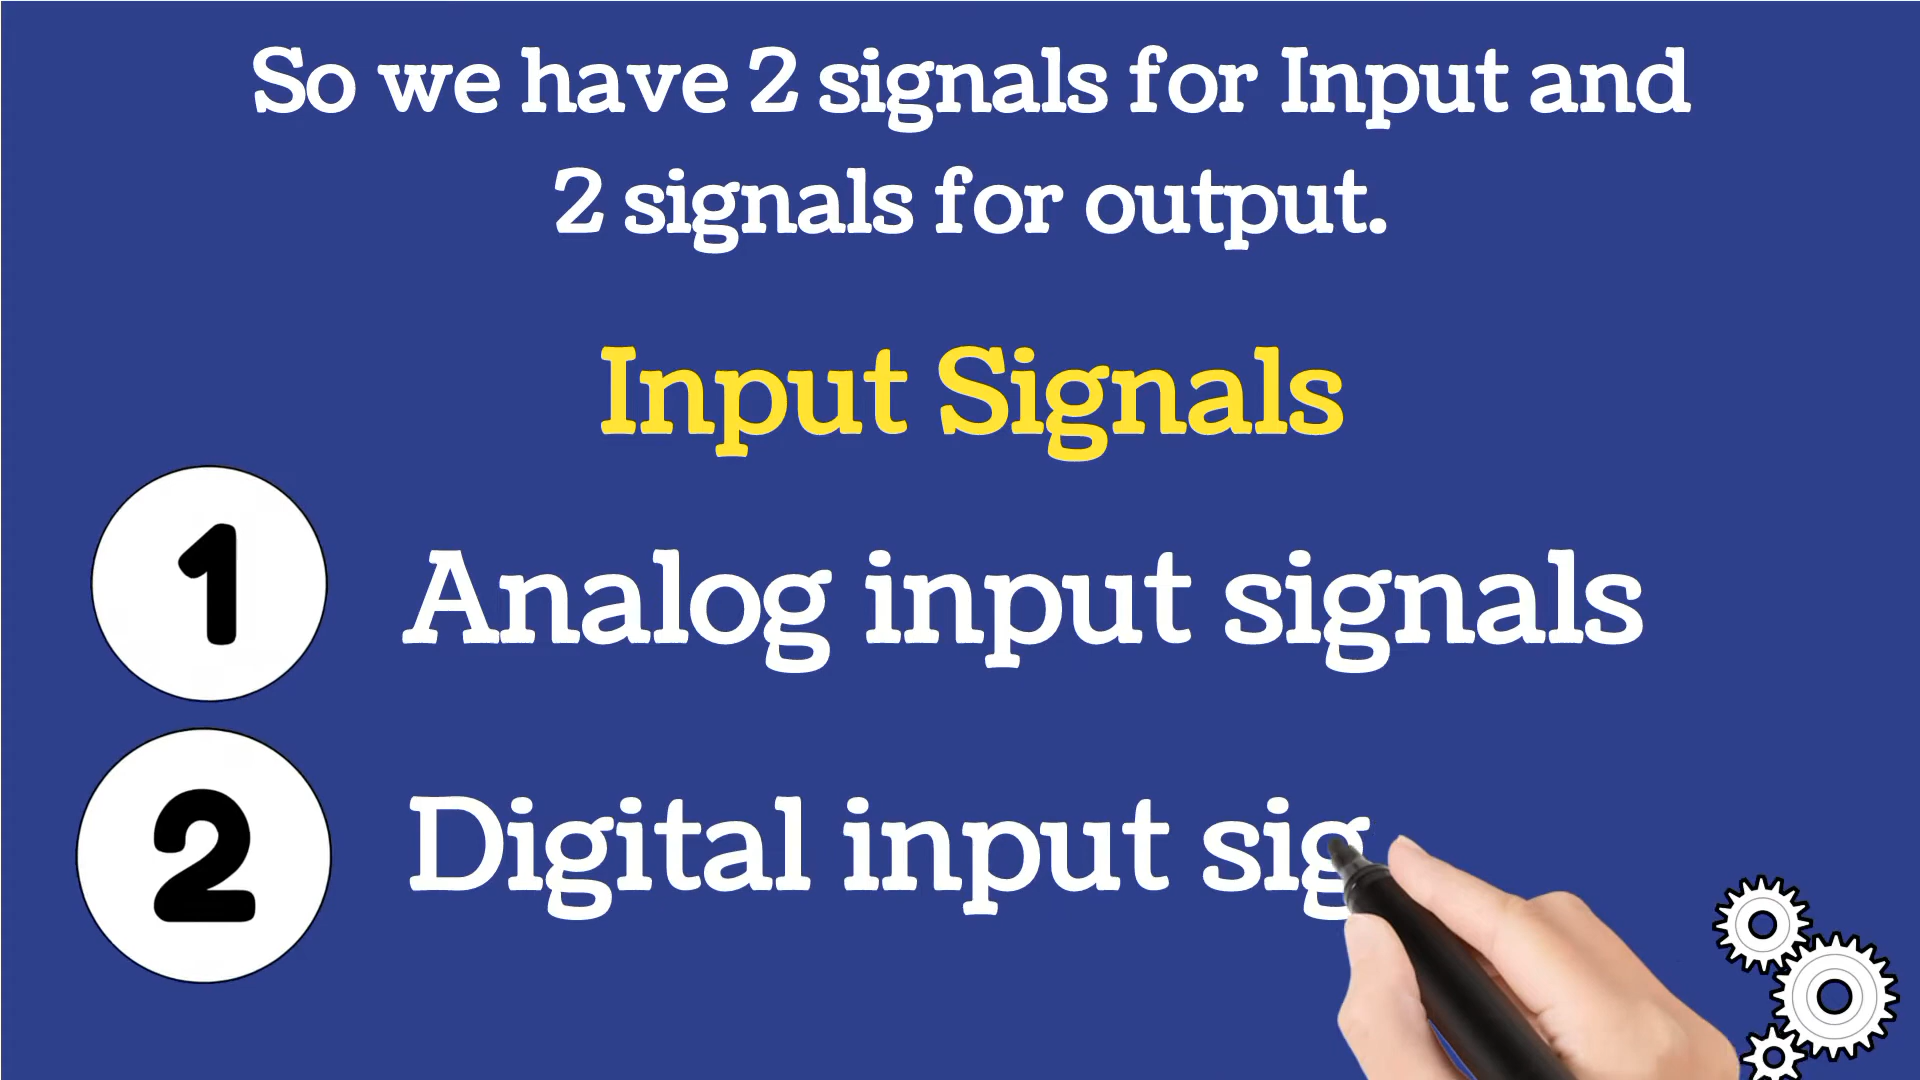 So we have 2 signals for Input and
2 signals for output.
Input Signals
1 Analog input signals
2 Digital input sig